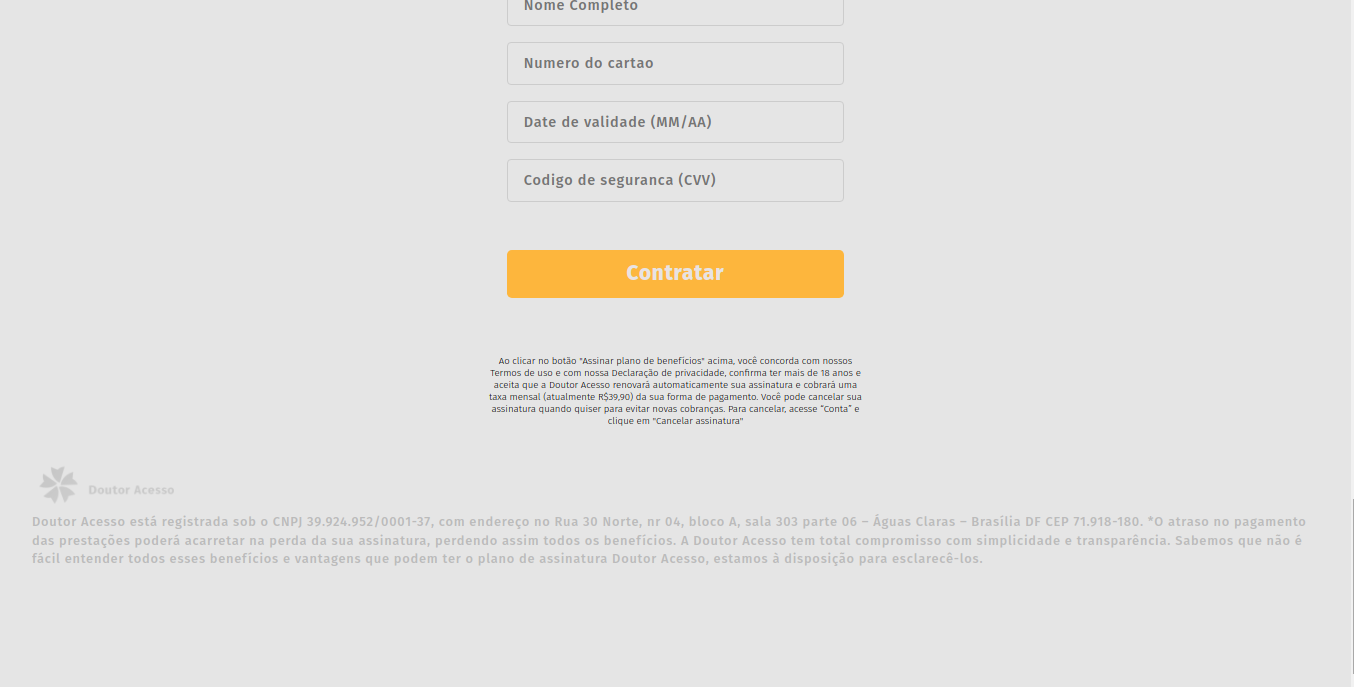 Nome Completo
Numero do cartao
Date de validade (MM/AA)
Codigo de seguranca (CVV)
Contratar
Ao clicar no botão "Assinar plano de benefícios" acima, você concorda com nossos
Termos de uso e com nossa Declaração de privacidade, confirma ter mais de 18 anos e
aceita que a Doutor Acesso renovará automaticamente sua assinatura e cobrará uma
taxa mensal (atualmente R$39,90) da sua forma de pagamento. Você pode cancelar sua
assinatura quando quiser para evitar novas cobranças. Para cancelar, acesse “Conta” e
clique em "Cancelar assinatura"
Doutor Acesso
Doutor Acesso está registrada sob o CNPJ 39.924.952/0001-37, com endereço no Rua 30 Norte, nr 04, bloco A, sala 303 parte 06 – Águas Claras – Brasília DF CEP 71.918-180. *O atraso no pagamento
das prestações poderá acarretar na perda da sua assinatura, perdendo assim todos os benefícios. A Doutor Acesso tem total compromisso com simplicidade e transparência. Sabemos que não é
fácil entender todos esses benefícios e vantagens que podem ter o plano de assinatura Doutor Acesso, estamos à disposição para esclarecê-los.